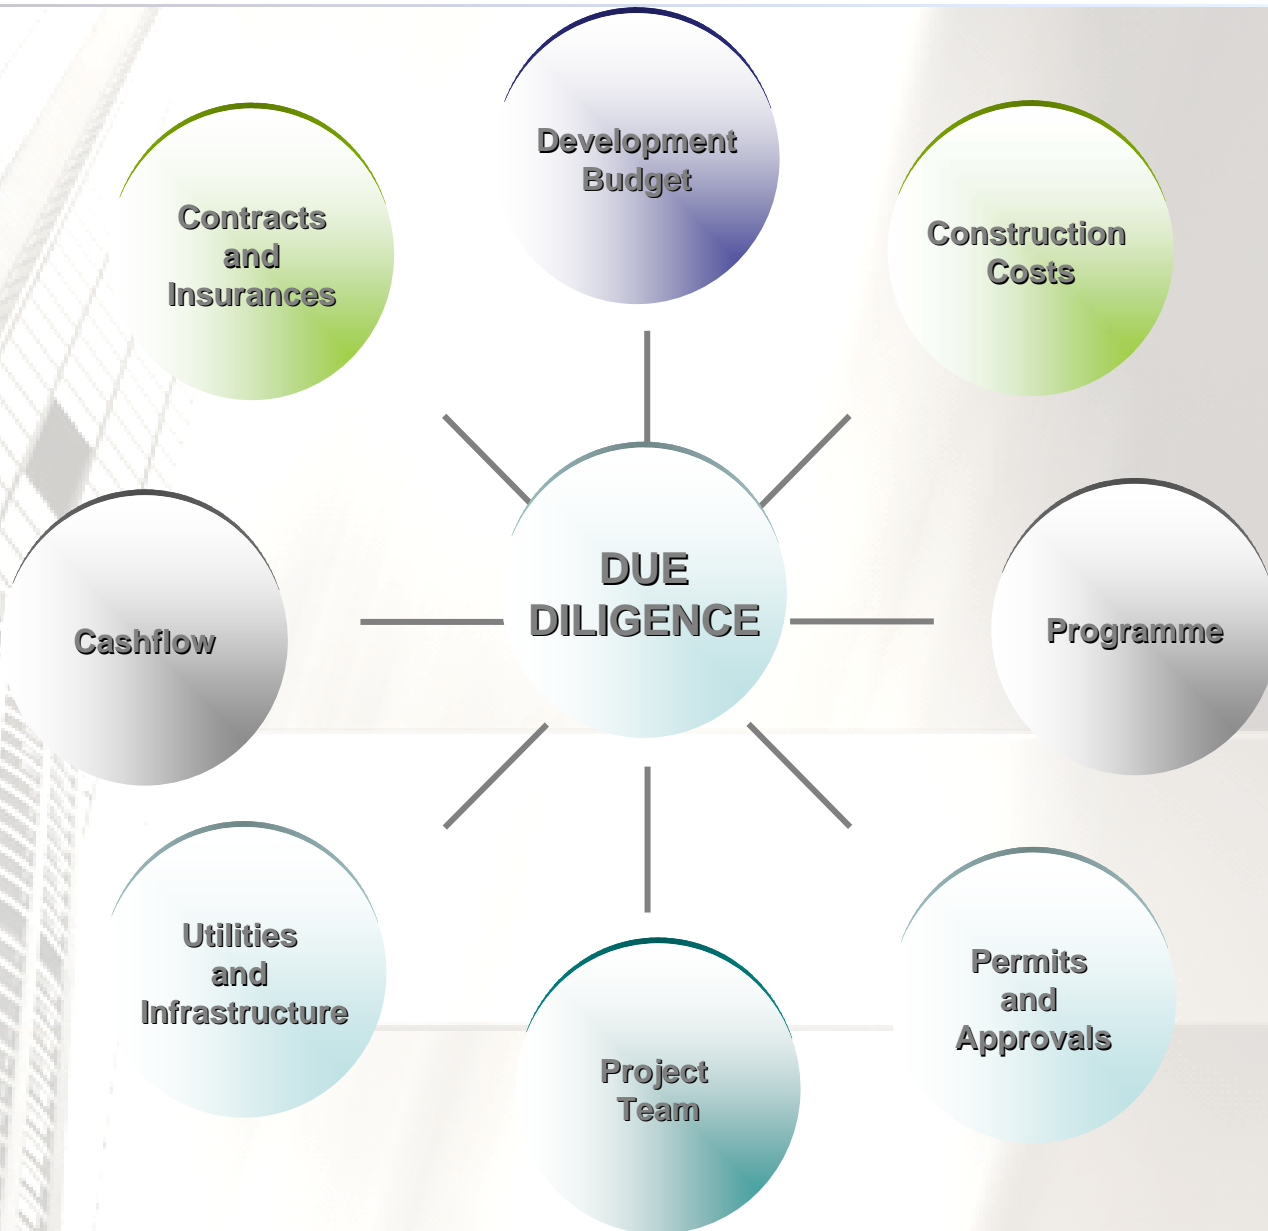 Development
Budget
Contracts
and
Insurances
Construction
Costs
DUE
DILIGENCE
Cashflow
Programme
Utilities
and
Infrastructure
Permits
and
Approvals
Project
Team